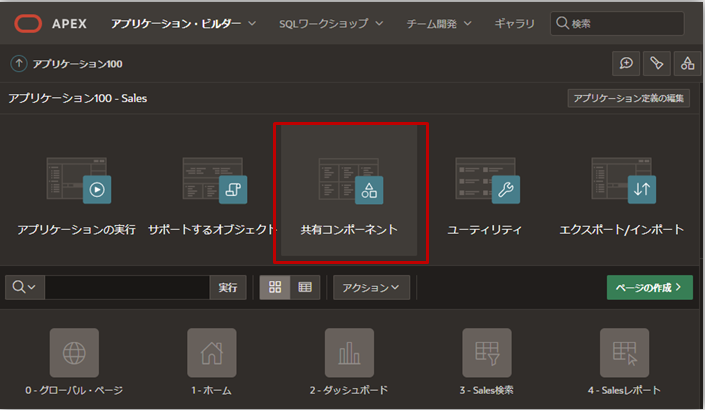 APEX アプリケーション・ビルダー SQLワークショップ チーム開発 ギャラリ 検索
アプリケーション100
アプリケーション100 - Sales アプリケーション定義の編集
アプリケーションの実行 サポートするオブジェクト 共有コンポーネント ユーティリティ エクスポート/インポート
実行 アクション ページの作成
0 - グローバル・ページ 1 - ホーム 2 - ダッシュボード 3 - Sales検索 4 - Salesレポート